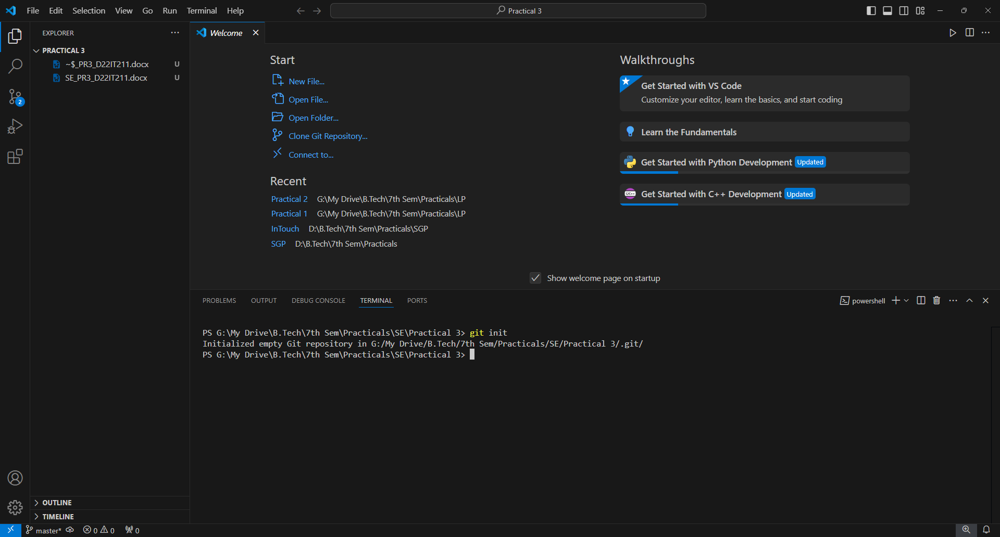 File Edit Selection View Go Run Terminal Help
Practical 3
EXPLORER
PRACTICAL 3
~$_PR3_D22IT211.docx U
SE_PR3_D22IT211.docx U
2
OUTLINE
TIMELINE
Welcome
Start
New File...
Open File...
Open Folder...
Clone Git Repository...
Connect to...
Recent
Practical 2 G:\My Drive\B.Tech\7th Sem\Practicals\LP
Practical 1 G:\My Drive\B.Tech\7th Sem\Practicals\LP
InTouch D:\B.Tech\7th Sem\Practicals\SGP
SGP D:\B.Tech\7th Sem\Practicals
Walkthroughs
Get Started with VS Code
Customize your editor, learn the basics, and start coding
Learn the Fundamentals
Get Started with Python Development Updated
C/C++ Get Started with C++ Development Updated
Show welcome page on startup
PROBLEMS OUTPUT DEBUG CONSOLE TERMINAL PORTS
powershell
PS G:\My Drive\B.Tech\7th Sem\Practicals\SE\Practical 3> git init
Initialized empty Git repository in G:/My Drive/B.Tech/7th Sem/Practicals/SE/Practical 3/.git/
PS G:\My Drive\B.Tech\7th Sem\Practicals\SE\Practical 3>
master* 0 0 0